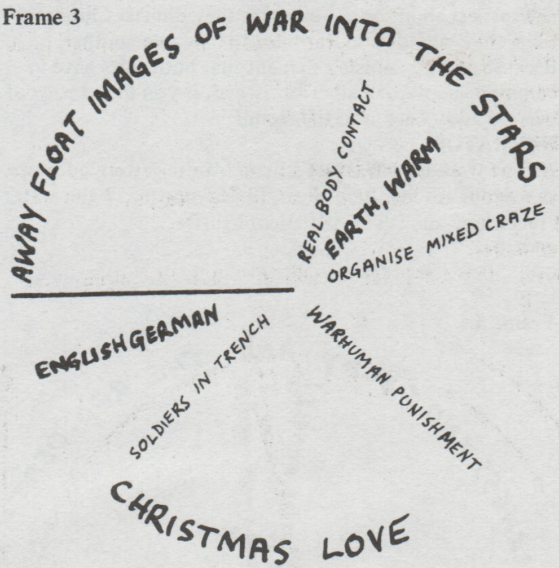 Frame 3
AWAY FLOAT IMAGES OF WAR INTO THE STARS
REAL BODY CONTACT
EARTH, WARM
ORGANISE MIXED CRAZE
ENGLISHGERMAN
SOLDIERS IN TRENCH
WARHUMAN PUNISHMENT
CHRISTMAS LOVE